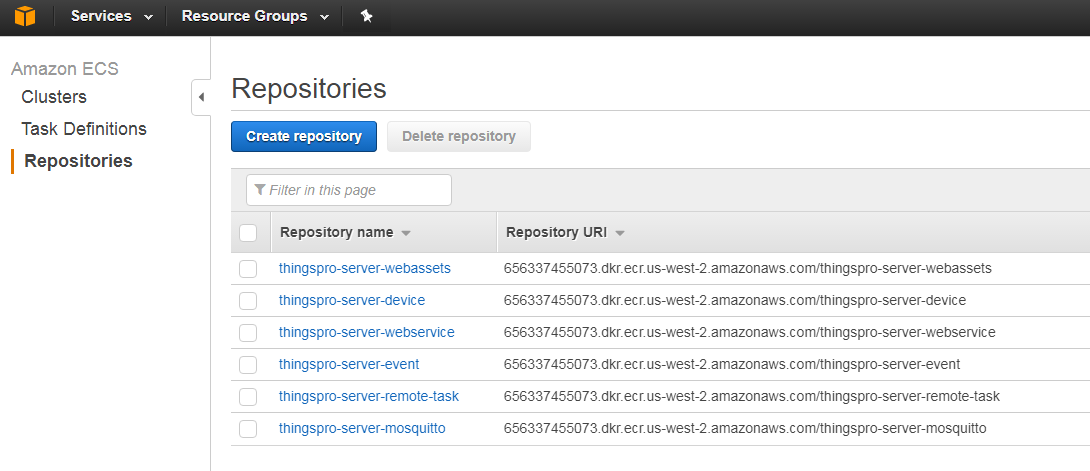 Services Resource Groups
Amazon ECS
Clusters
Task Definitions
Repositories
Repositories
Create repository Delete repository
Filter in this page
Repository name Repository URI
thingspro-server-webassets 656337455073.dkr.ecr.us-west-2.amazonaws.com/thingspro-server-webassets
thingspro-server-device 656337455073.dkr.ecr.us-west-2.amazonaws.com/thingspro-server-device
thingspro-server-webservice 656337455073.dkr.ecr.us-west-2.amazonaws.com/thingspro-server-webservice
thingspro-server-event 656337455073.dkr.ecr.us-west-2.amazonaws.com/thingspro-server-event
thingspro-server-remote-task 656337455073.dkr.ecr.us-west-2.amazonaws.com/thingspro-server-remote-task
thingspro-server-mosquitto 656337455073.dkr.ecr.us-west-2.amazonaws.com/thingspro-server-mosquitto